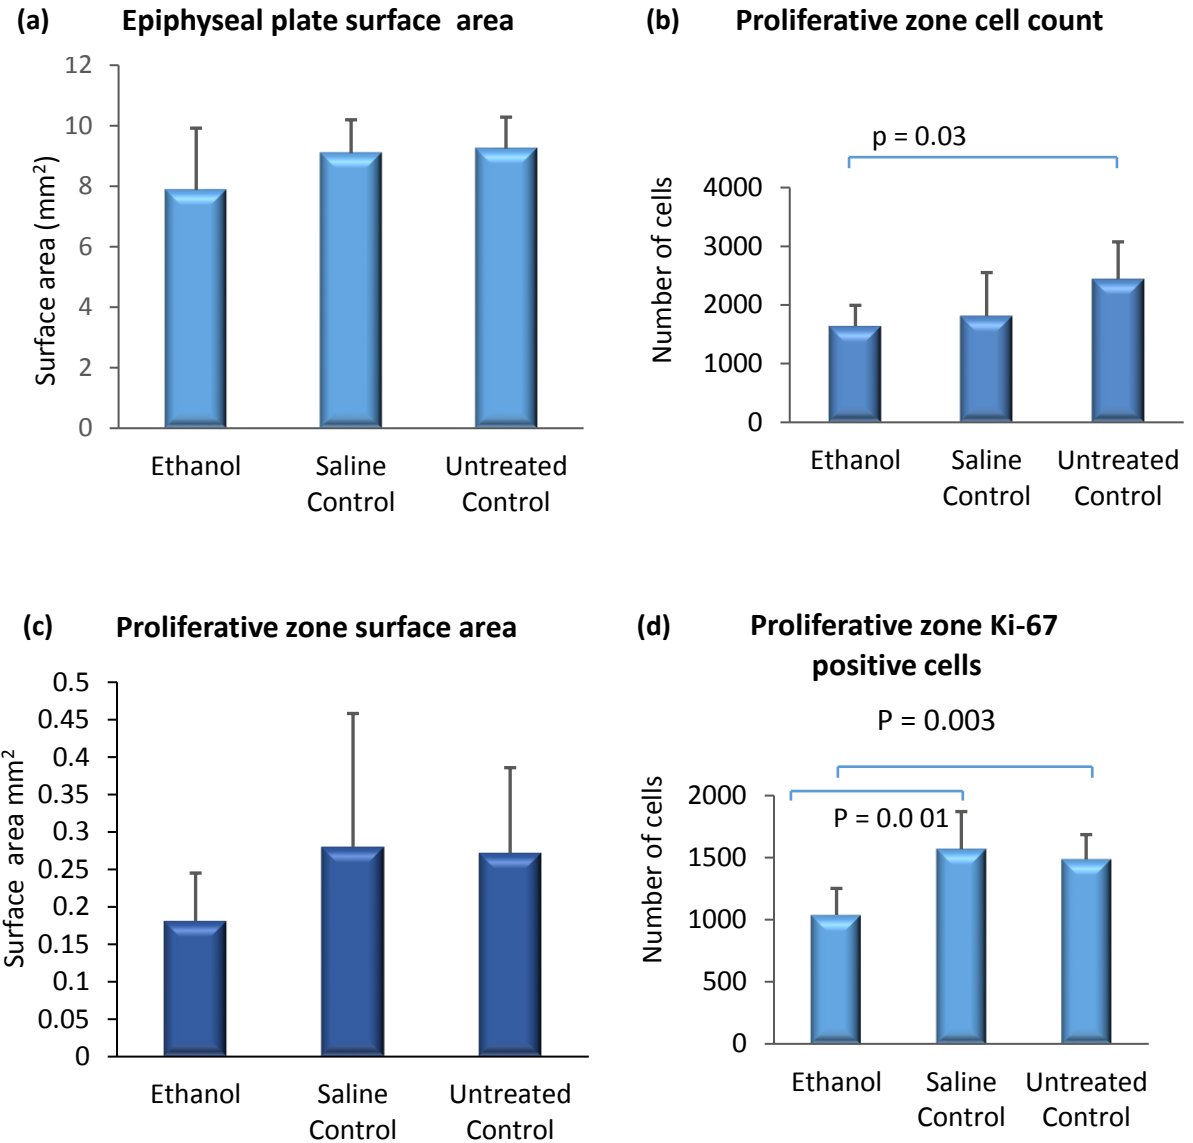 (a) Epiphyseal plate surface area
12
10
8
6
4
2
0
Surface area (mm²)
Ethanol
Saline
Control
Untreated
Control
(b) Proliferative zone cell count
p = 0.03
4000
3000
2000
1000
0
Number of cells
Ethanol
Saline
Control
Untreated
Control
(c) Proliferative zone surface area
0.5
0.45
0.4
0.35
0.3
0.25
0.2
0.15
0.1
0.05
0
Surface area mm²
Ethanol
Saline
Control
Untreated
Control
(d) Proliferative zone Ki-67
positive cells
P = 0.003
P = 0.0 01
2000
1500
1000
500
0
Number of cells
Ethanol
Saline
Control
Untreated
Control